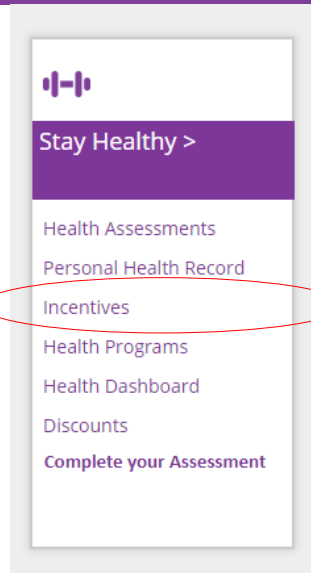 Stay Healthy >
Health Assessments
Personal Health Record
Incentives
Health Programs
Health Dashboard
Discounts
Complete your Assessment